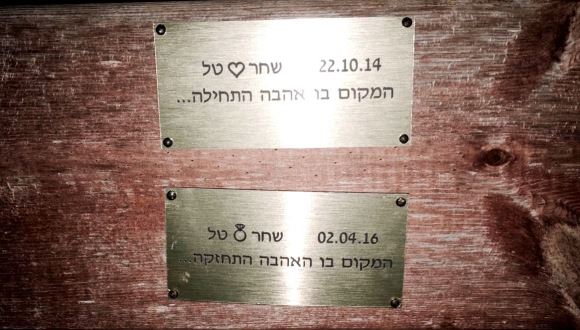 22.10.14 שחר ♡ טל
המקום בו אהבה התחילה...
02.04.16 שחר 💍 טל
המקום בו האהבה התחזקה...